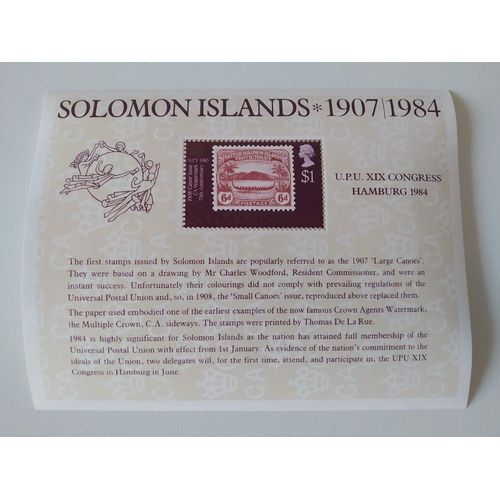 SOLOMON ISLANDS * 1907/1984
U.P.U. XIX CONGRESS
HAMBURG 1984
$1
BRITISH SOLOMON ISLANDS
PROTECTORATE
6d
POSTAGE
6d
The first stamps issued by Solomon Islands are popularly referred to as the 1907 'Large Canoes'.
They were based on a drawing by Mr Charles Woodford, Resident Commissioner, and were an
instant success. Unfortunately their colourings did not comply with prevailing regulations of the
Universal Postal Union and, so, in 1908, the 'Small Canoes' issue, reproduced above replaced them.
The paper used embodied one of the earliest examples of the now famous Crown Agents Watermark,
the Multiple Crown, C.A. sideways. The stamps were printed by Thomas De La Rue.
1984 is highly significant for Solomon Islands as the nation has attained full membership of the
Universal Postal Union with effect from 1st January. As evidence of the nation's commitment to the
ideals of the Union, two delegates will, for the first time, attend, and participate in, the UPU XIX
Congress in Hamburg in June.